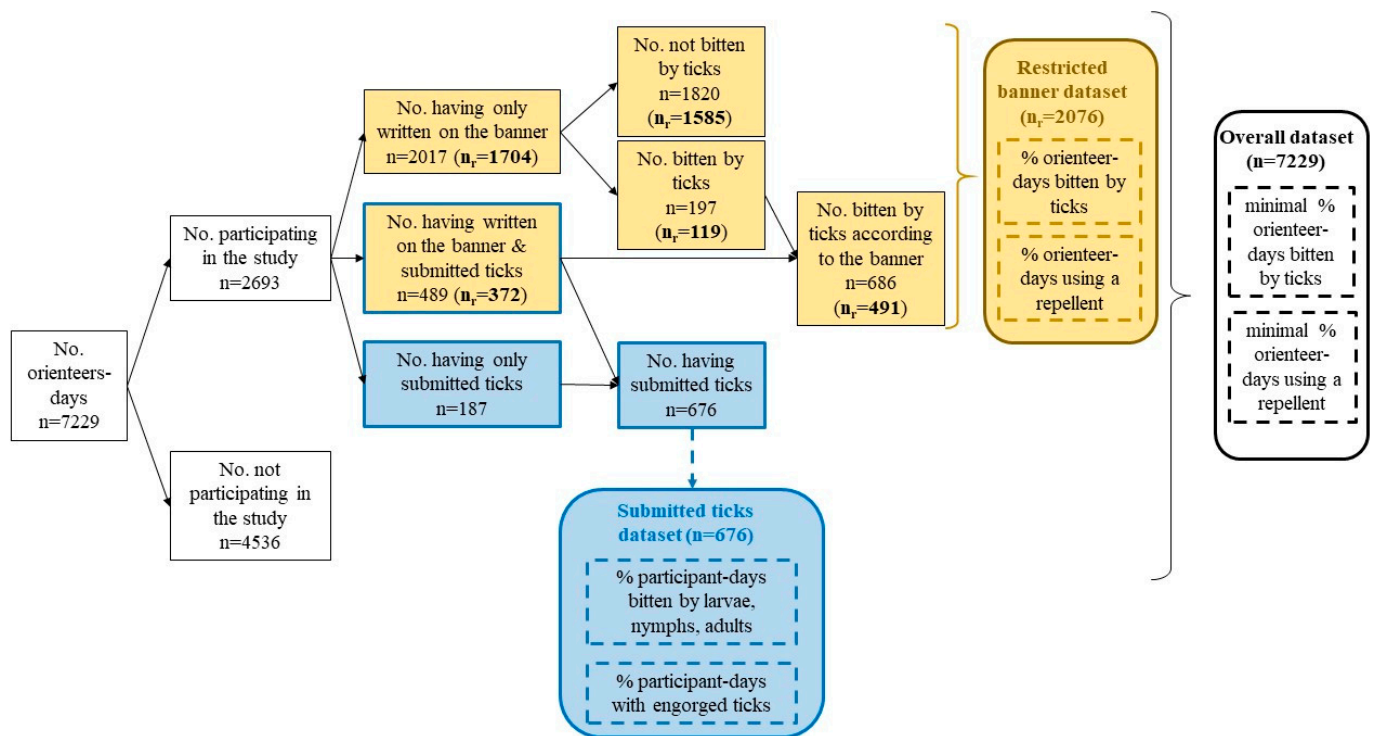 No.
orienteers-
days
n=7229
No. participating
in the study
n=2693
No. not
participating in
the study
n=4536
No. having only
written on the banner
n=2017 (nᵣ=1704)
No. having written
on the banner &
submitted ticks
n=489 (nᵣ=372)
No. having only
submitted ticks
n=187
No. not bitten
by ticks
n=1820
(nᵣ=1585)
No. bitten by
ticks
n=197
(nᵣ=119)
No. having
submitted ticks
n=676
No. bitten by
ticks according
to the banner
n=686
(nᵣ=491)
Submitted ticks
dataset (n=676)
% participant-days
bitten by larvae,
nymphs, adults
% participant-days
with engorged ticks
Restricted
banner dataset
(nᵣ=2076)
% orienteer-
days bitten by
ticks
% orienteer-
days using a
repellent
Overall dataset
(n=7229)
minimal %
orienteer-
days bitten
by ticks
minimal %
orienteer-
days using a
repellent